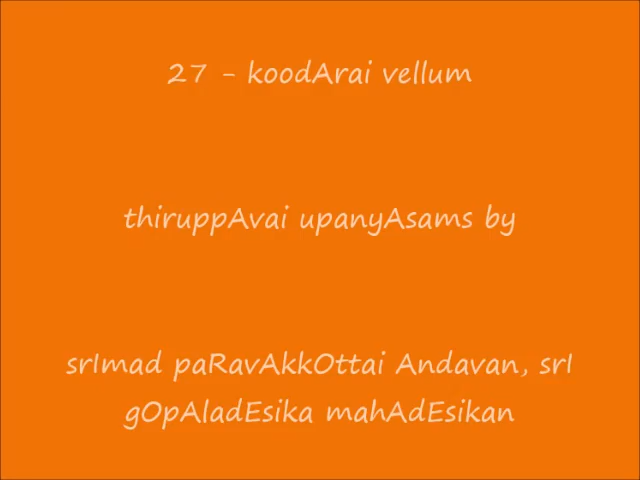 27 - koodArai vellum
thiruppAvai upanyAsams by
srImad paRavAkkOttai Andavan, srI
gOpAladEsika mahAdEsikan